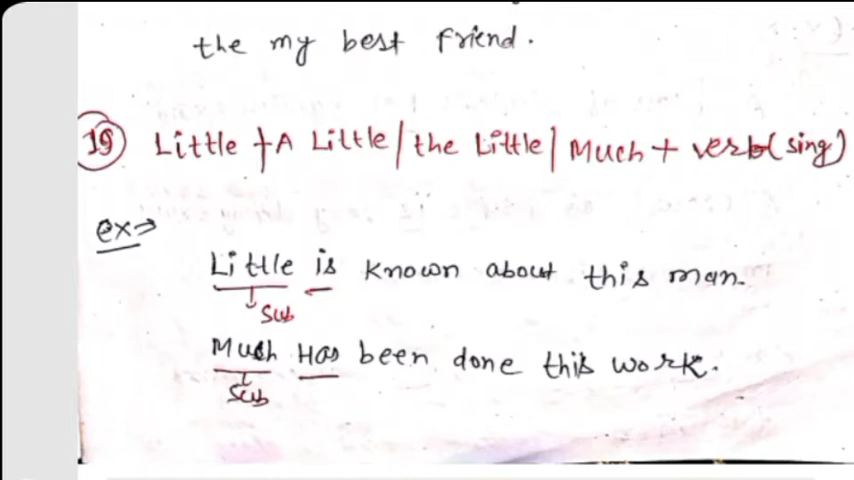 the my best friend.
19 Little + A Little / the Little / Much + verb (sing)
ex⇒
Little is known about this man.
Sub
Much Has been done this work.
Sub